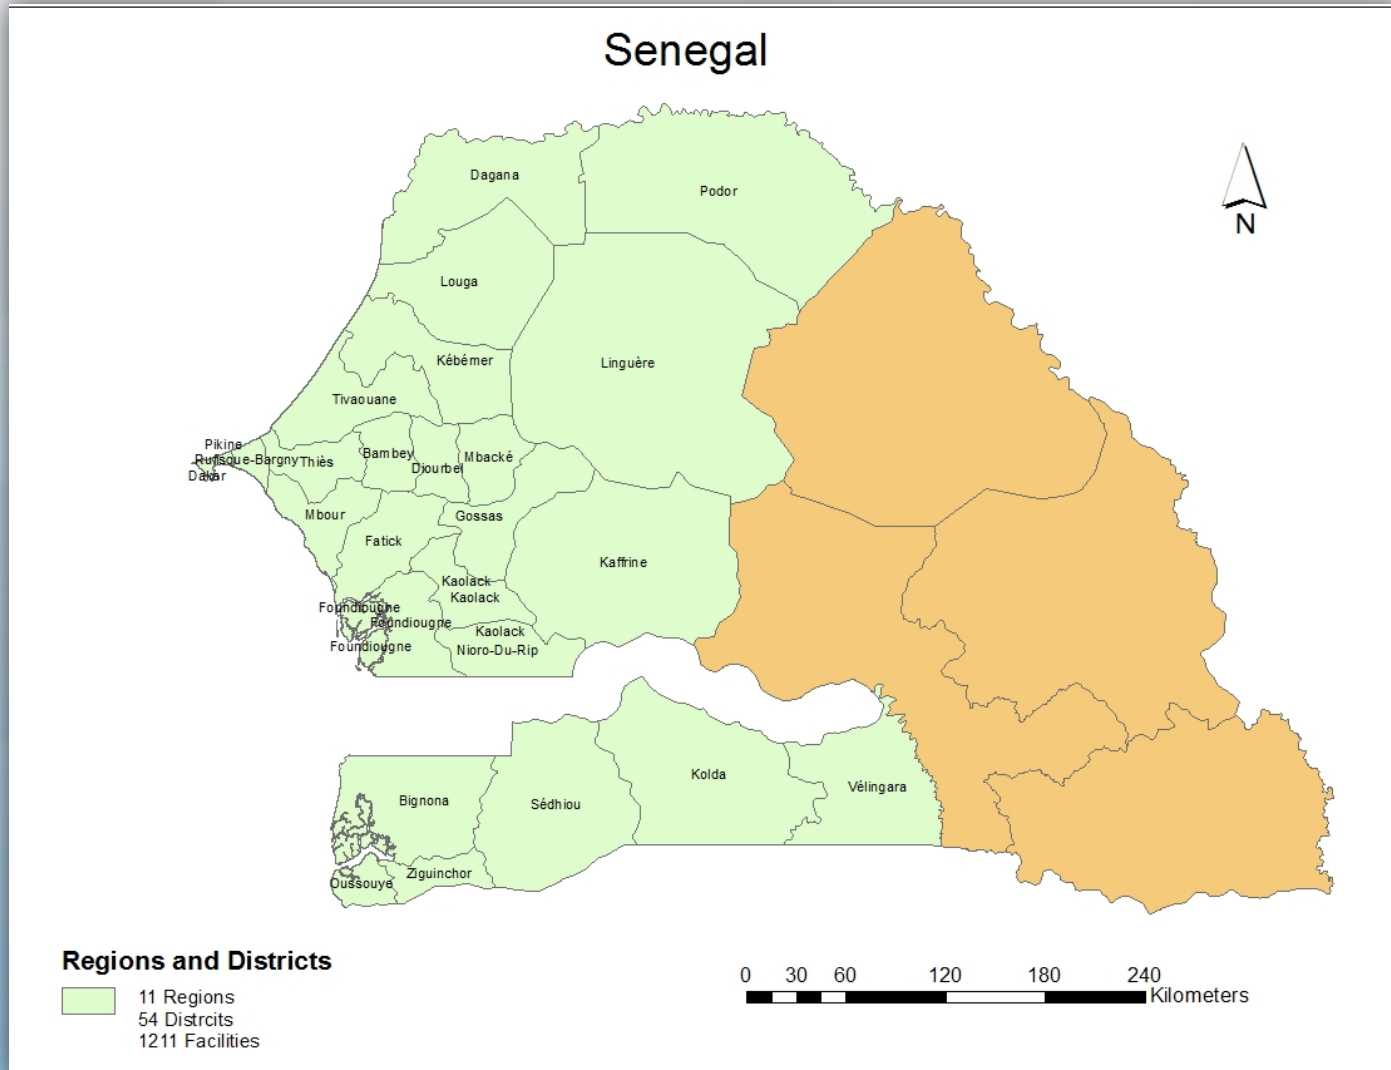 Senegal
N
Dagana
Podor
Louga
Kébémer
Linguère
Tivaouane
Pikine
Rufisque-Bargny
Thiès
Bambey
Djourbel
Mbacké
Dakar
Mbour
Gossas
Fatick
Kaffrine
Kaolack
Kaolack
Foundiougne
Foundiougne
Kaolack
Foundiougne
Nioro-Du-Rip
Kolda
Vélingara
Bignona
Sédhiou
Ziguinchor
Oussouye
Regions and Districts
11 Regions
54 Distrcits
1211 Facilities
0 30 60 120 180 240
Kilometers